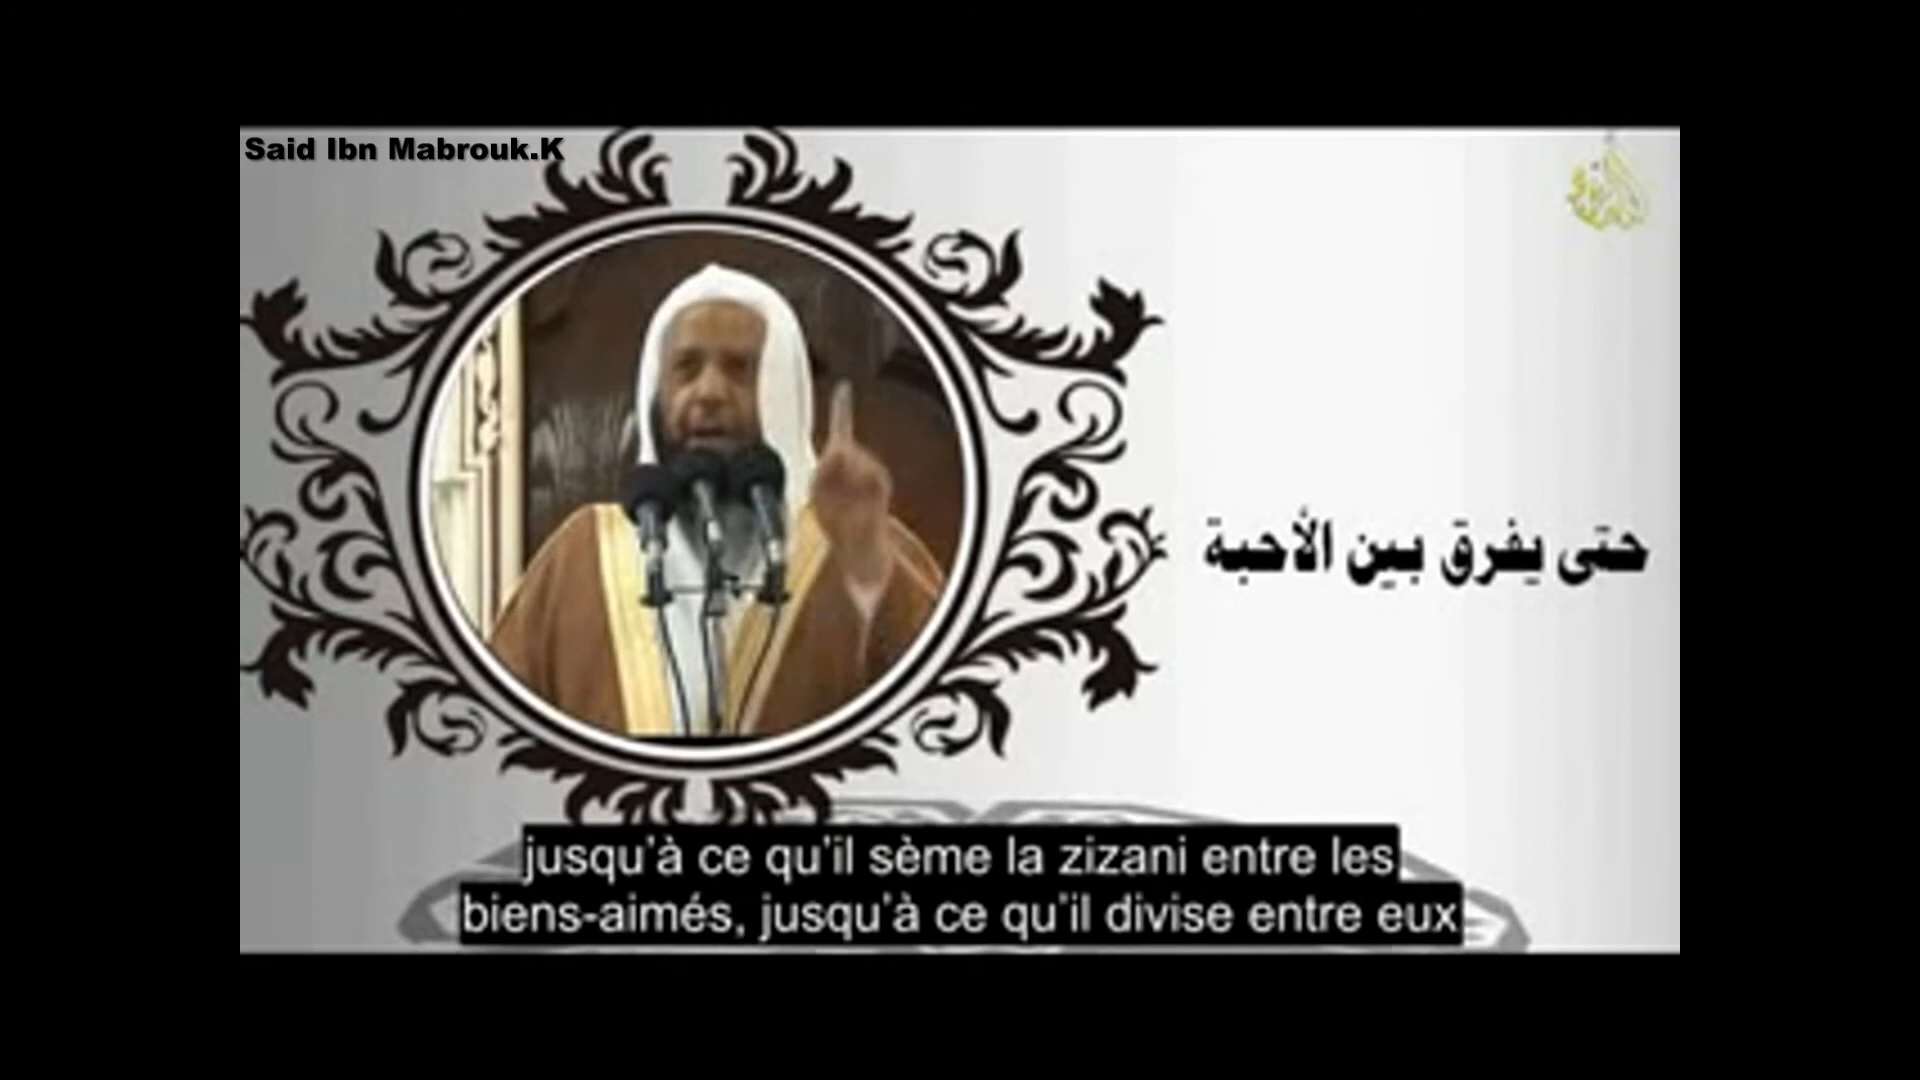 Said Ibn Mabrouk.K
حتى يفرق بين الأحبة
jusqu'à ce qu'il sème la zizani entre les
biens-aimés, jusqu'à ce qu'il divise entre eux